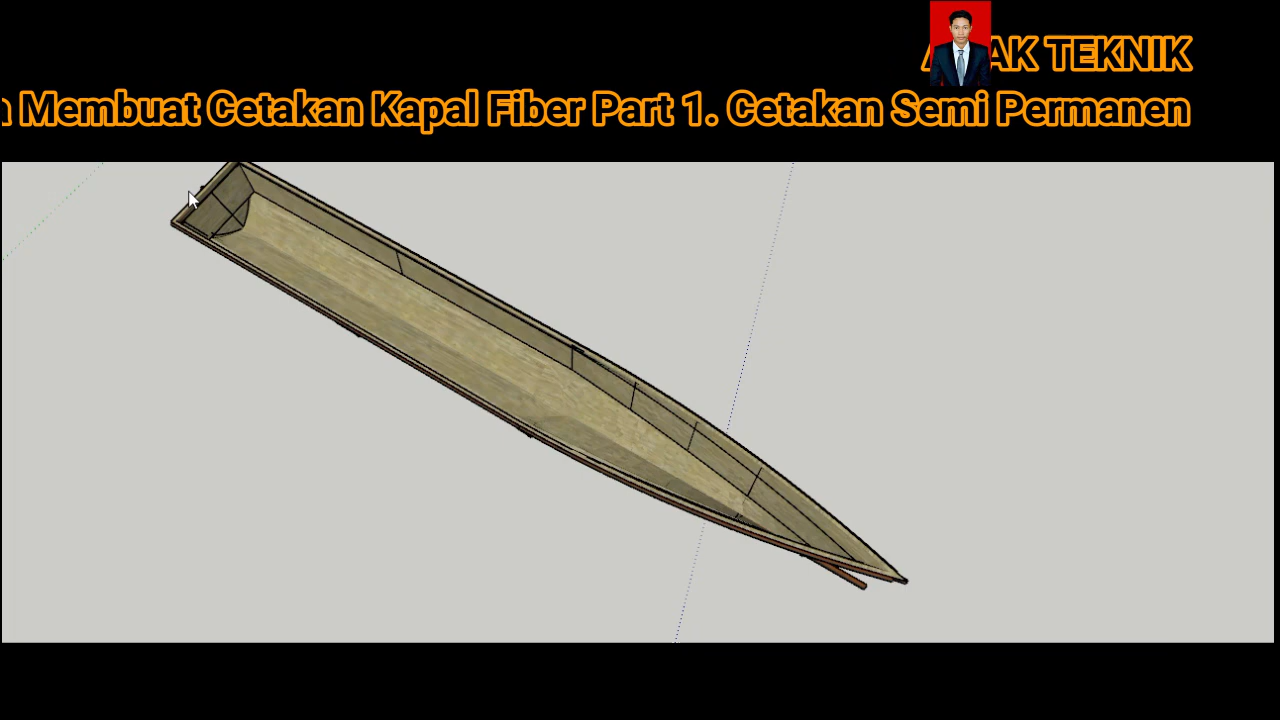 AK TEKNIK
Membuat Cetakan Kapal Fiber Part 1. Cetakan Semi Permanen